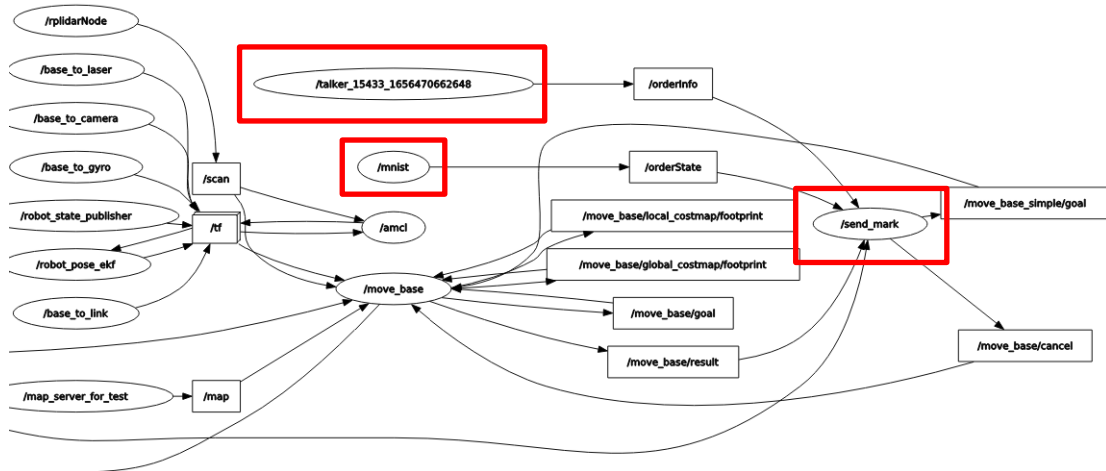 /rplidarNode
/base_to_laser
/talker_15433_1656470662648
/orderInfo
/base_to_camera
/base_to_gyro
/mnist
/orderState
/scan
/move_base_simple/goal
/robot_state_publisher
/tf
/amcl
/move_base/local_costmap/footprint
/send_mark
/robot_pose_ekf
/move_base/global_costmap/footprint
/move_base
/base_to_link
/move_base/goal
/move_base/result
/move_base/cancel
/map_server_for_test
/map